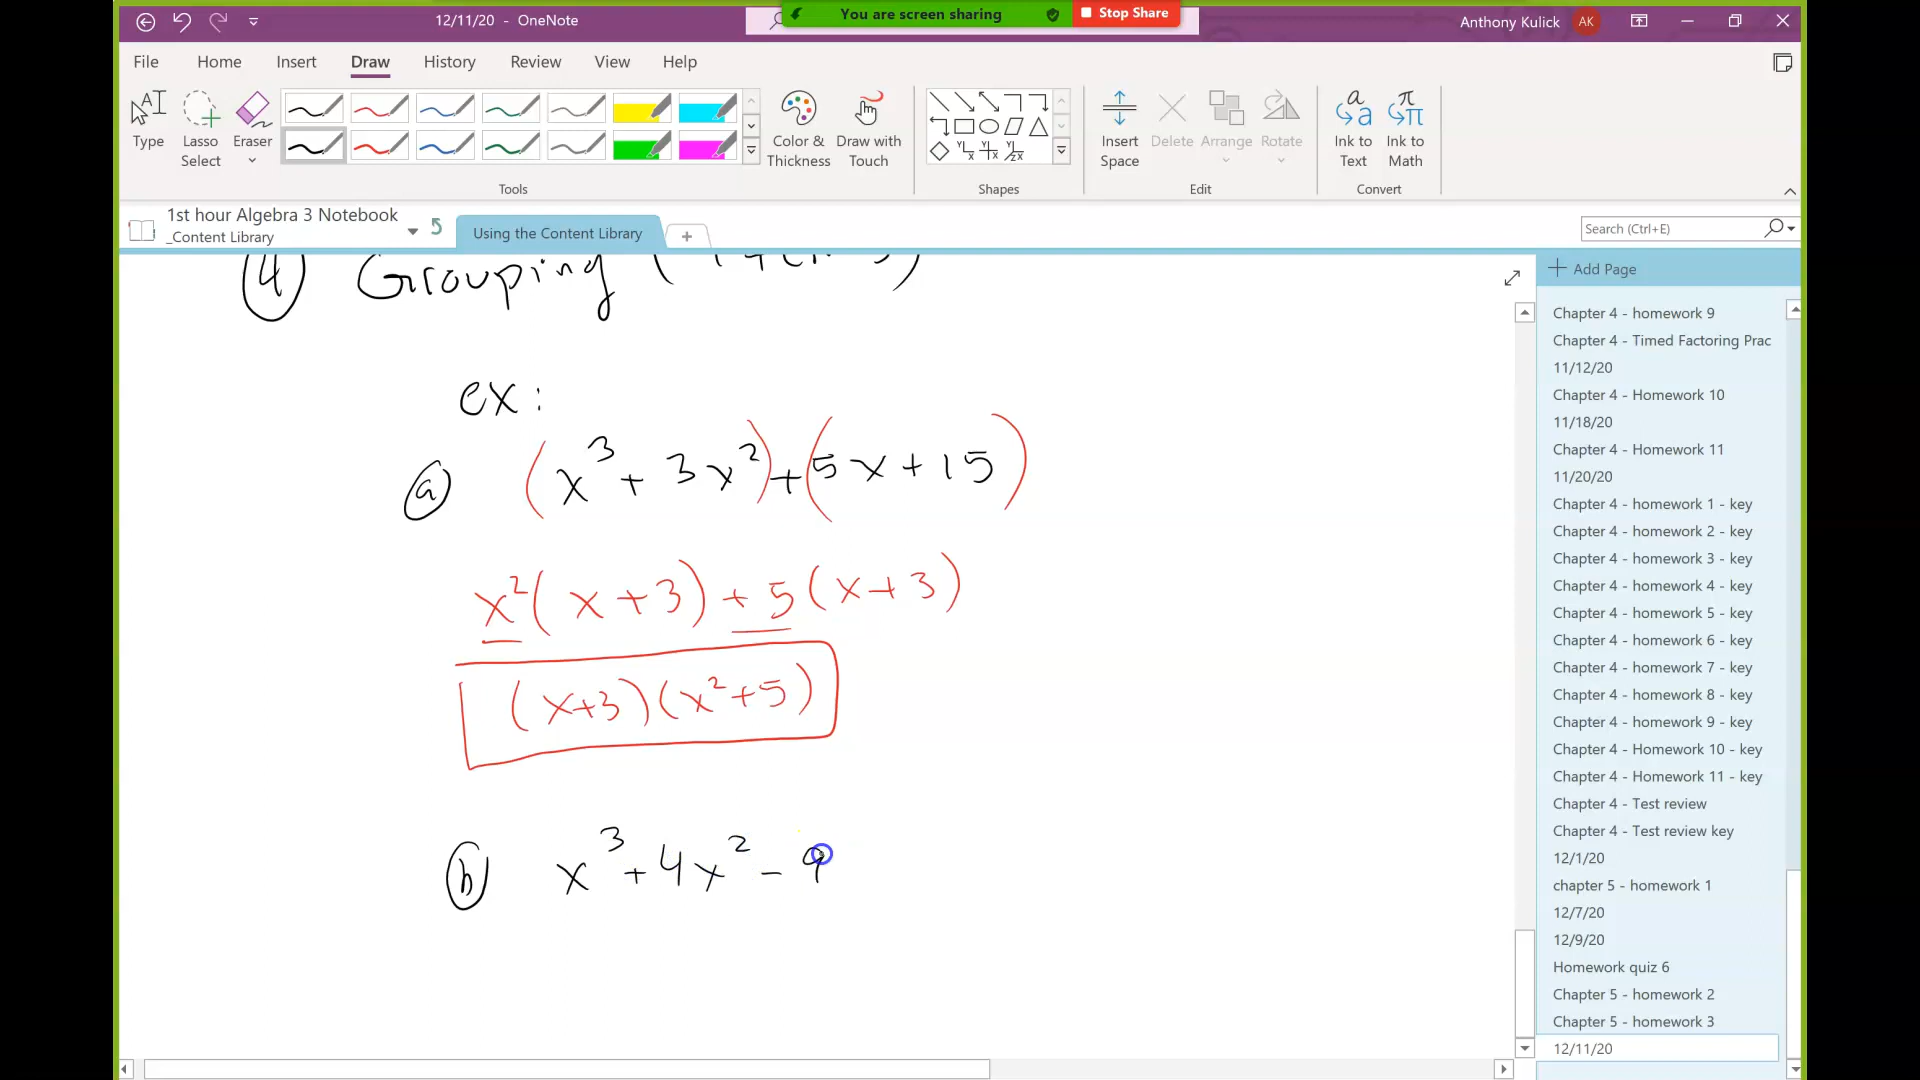 12/11/20 - OneNote
You are screen sharing
Stop Share
Anthony Kulick
AK
File Home Insert Draw History Review View Help
Type
Lasso Select
Eraser
Color & Thickness
Draw with Touch
Insert Space
Delete
Arrange
Rotate
Ink to Text
Ink to Math
Tools
Shapes
Edit
Convert
1st hour Algebra 3 Notebook
_Content Library
Using the Content Library
Search (Ctrl+E)
Add Page
4 Grouping
ex:
a (x³ + 3x²) + (5x + 15)
x²(x+3) + 5(x+3)
(x+3)(x²+5)
b x³ + 4x² - 9
Chapter 4 - homework 9
Chapter 4 - Timed Factoring Prac
11/12/20
Chapter 4 - Homework 10
11/18/20
Chapter 4 - Homework 11
11/20/20
Chapter 4 - homework 1 - key
Chapter 4 - homework 2 - key
Chapter 4 - homework 3 - key
Chapter 4 - homework 4 - key
Chapter 4 - homework 5 - key
Chapter 4 - homework 6 - key
Chapter 4 - homework 7 - key
Chapter 4 - homework 8 - key
Chapter 4 - homework 9 - key
Chapter 4 - Homework 10 - key
Chapter 4 - Homework 11 - key
Chapter 4 - Test review
Chapter 4 - Test review key
12/1/20
chapter 5 - homework 1
12/7/20
12/9/20
Homework quiz 6
Chapter 5 - homework 2
Chapter 5 - homework 3
12/11/20